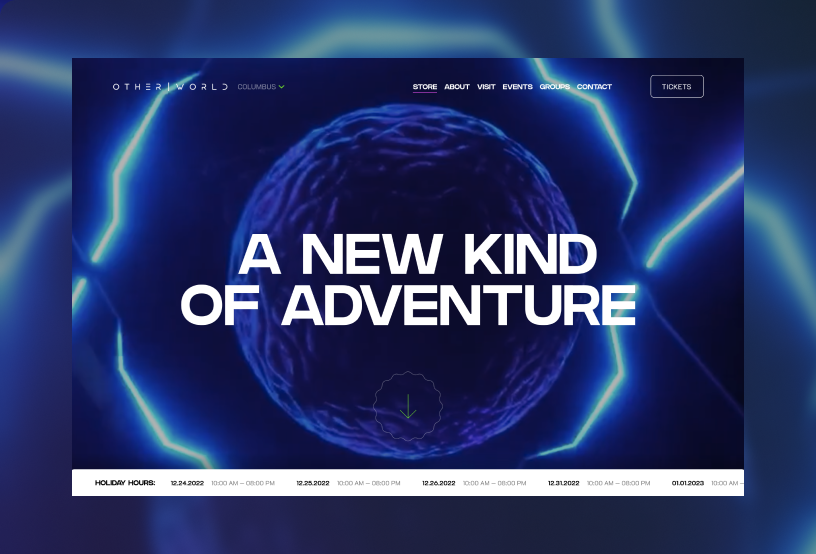 OTHER|WORLD COLUMBUS STORE ABOUT VISIT EVENTS GROUPS CONTACT TICKETS
A NEW KIND
OF ADVENTURE
HOLIDAY HOURS: 12.24.2022 10:00 AM — 08:00 PM 12.25.2022 10:00 AM — 08:00 PM 12.26.2022 10:00 AM — 08:00 PM 12.31.2022 10:00 AM — 08:00 PM 01.01.2023 10:00 AM —